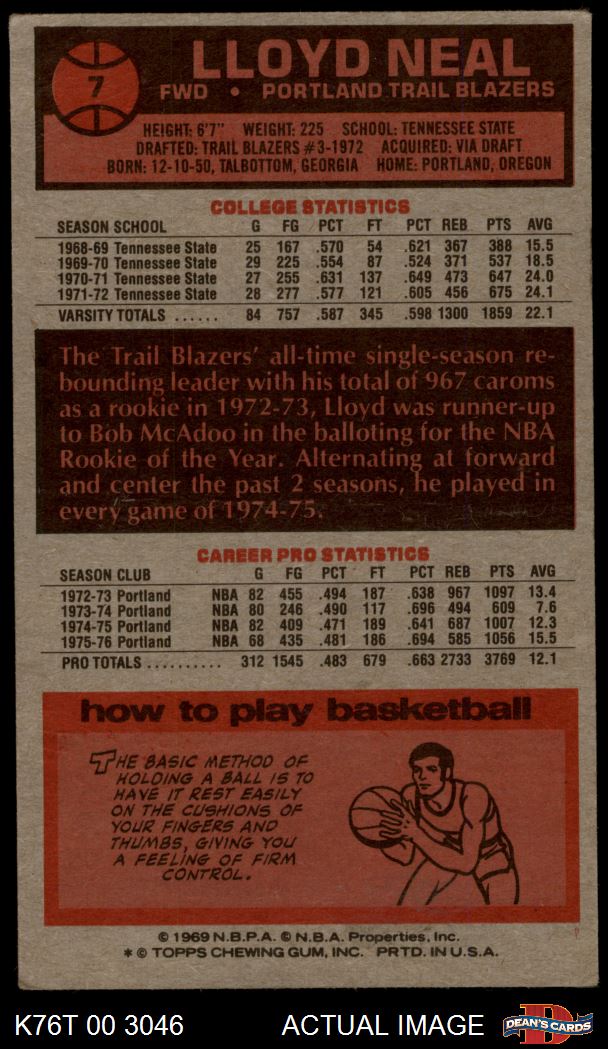 7
LLOYD NEAL
FWD • PORTLAND TRAIL BLAZERS
HEIGHT: 6'7" WEIGHT: 225 SCHOOL: TENNESSEE STATE
DRAFTED: TRAIL BLAZERS #3-1972 ACQUIRED: VIA DRAFT
BORN: 12-10-50, TALBOTTOM, GEORGIA HOME: PORTLAND, OREGON
COLLEGE STATISTICS
SEASON SCHOOL G FG PCT FT PCT REB PTS AVG
1968-69 Tennessee State 25 167 .570 54 .621 367 388 15.5
1969-70 Tennessee State 29 225 .554 87 .524 371 537 18.5
1970-71 Tennessee State 27 255 .631 137 .649 473 647 24.0
1971-72 Tennessee State 28 277 .577 121 .605 456 675 24.1
VARSITY TOTALS ...... 84 757 .587 345 .598 1300 1859 22.1
The Trail Blazers' all-time single-season re-
bounding leader with his total of 967 caroms
as a rookie in 1972-73, Lloyd was runner-up
to Bob McAdoo in the balloting for the NBA
Rookie of the Year. Alternating at forward
and center the past 2 seasons, he played in
every game of 1974-75.
CAREER PRO STATISTICS
SEASON CLUB G FG PCT FT PCT REB PTS AVG
1972-73 Portland NBA 82 455 .494 187 .638 967 1097 13.4
1973-74 Portland NBA 80 246 .490 117 .696 494 609 7.6
1974-75 Portland NBA 82 409 .471 189 .641 687 1007 12.3
1975-76 Portland NBA 68 435 .481 186 .694 585 1056 15.5
PRO TOTALS .......... 312 1545 .483 679 .663 2733 3769 12.1
how to play basketball
THE BASIC METHOD OF
HOLDING A BALL IS TO
HAVE IT REST EASILY
ON THE CUSHIONS OF
YOUR FINGERS AND
THUMBS, GIVING YOU
A FEELING OF FIRM
CONTROL.
© 1969 N.B.P.A. © N.B.A. Properties, Inc.
* © TOPPS CHEWING GUM, INC. PRTD. IN U.S.A.
K76T 00 3046 ACTUAL IMAGE
D
DEAN'S CARDS